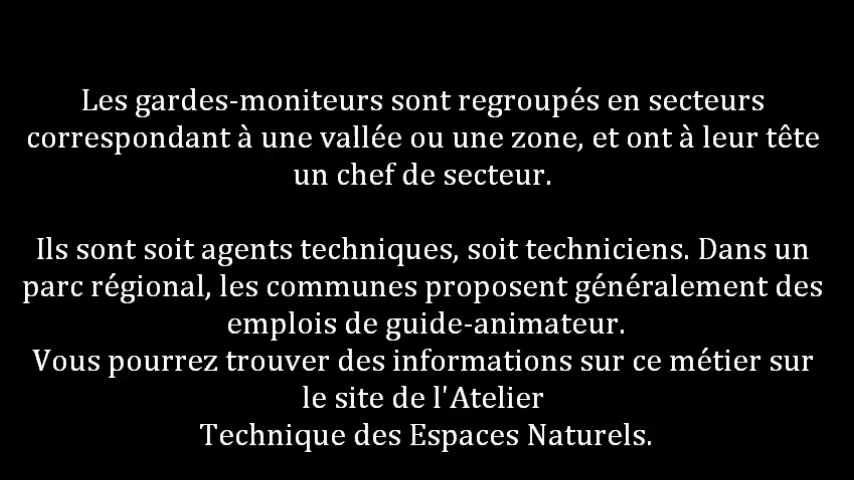 Les gardes-moniteurs sont regroupés en secteurs
correspondant à une vallée ou une zone, et ont à leur tête
un chef de secteur.
Ils sont soit agents techniques, soit techniciens. Dans un
parc régional, les communes proposent généralement des
emplois de guide-animateur.
Vous pourrez trouver des informations sur ce métier sur
le site de l'Atelier
Technique des Espaces Naturels.